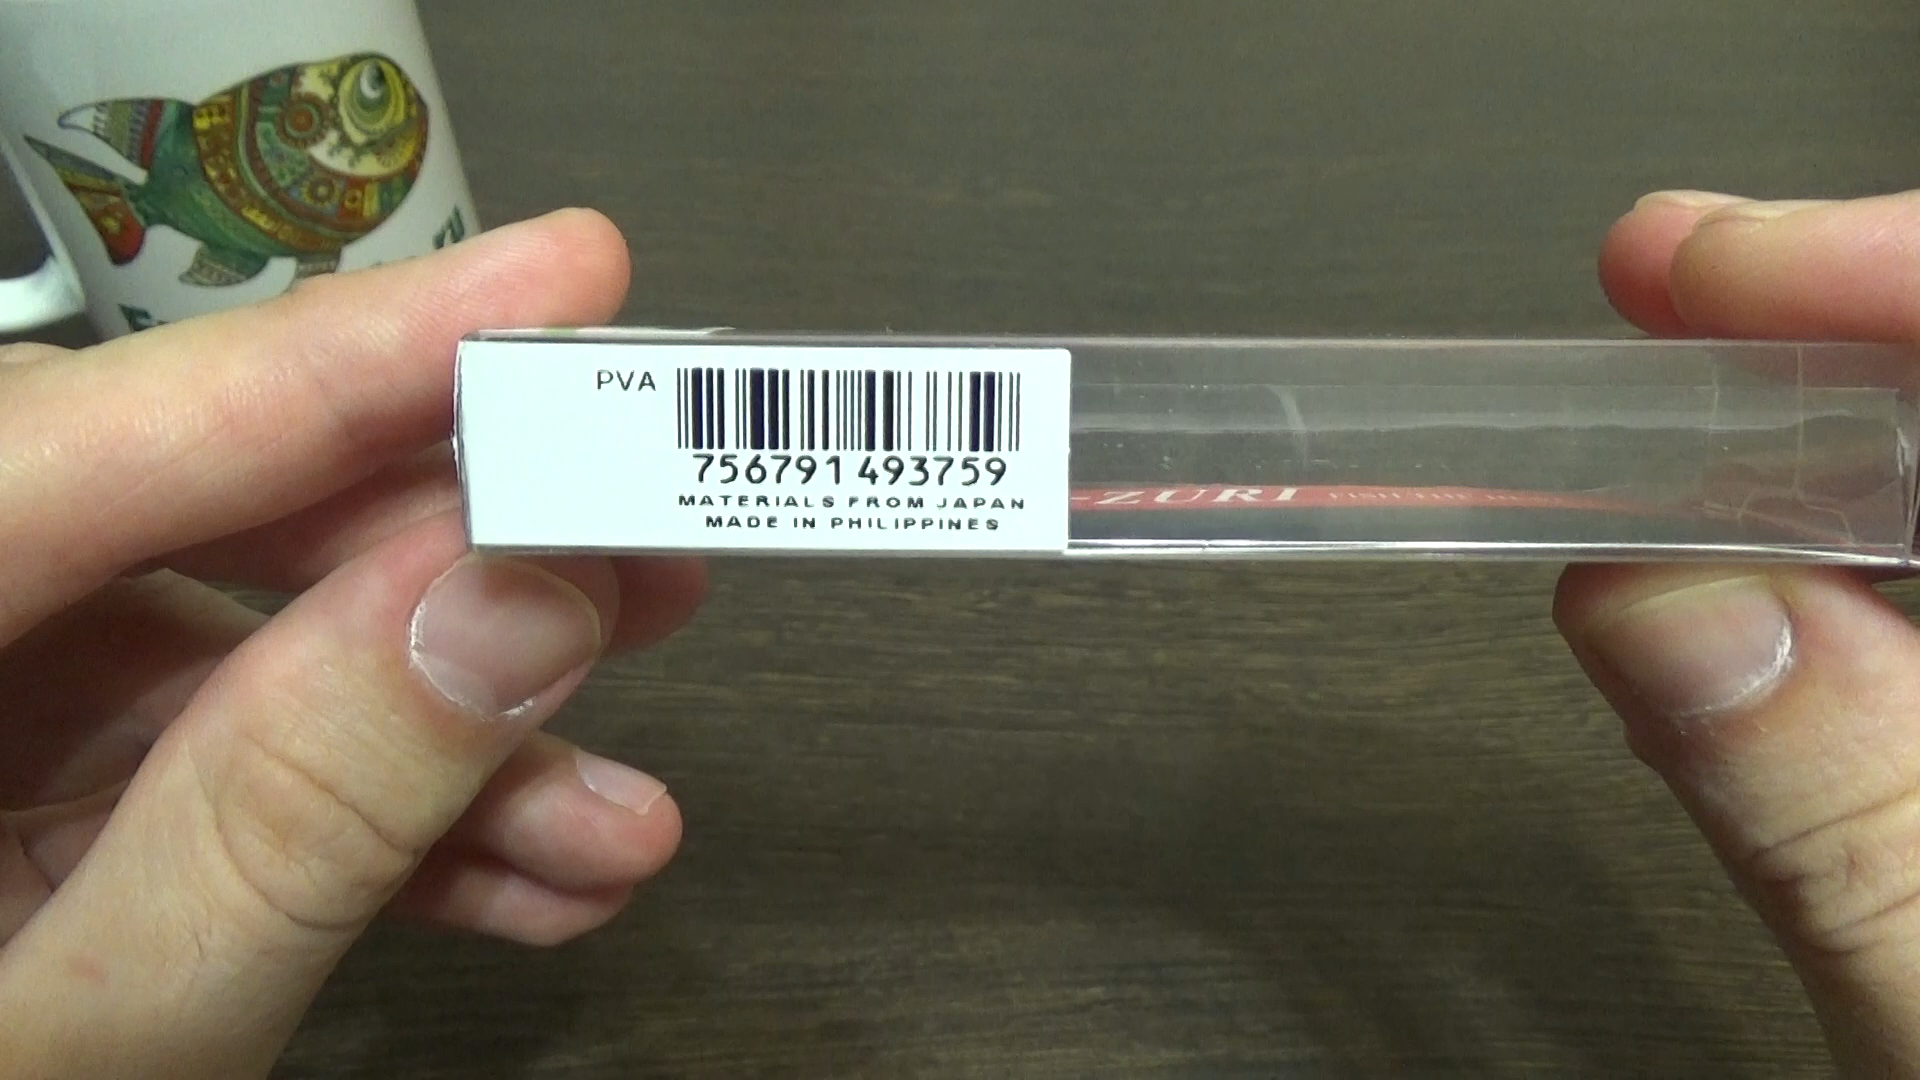 PVA
756791 493759
MATERIALS FROM JAPAN
MADE IN PHILIPPINES
-ZURI